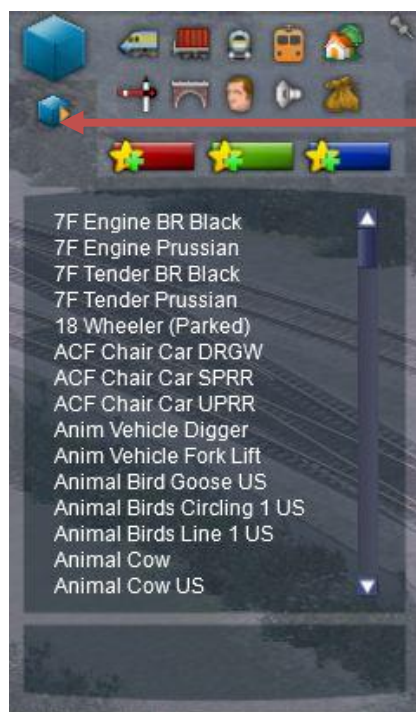 7F Engine BR Black
7F Engine Prussian
7F Tender BR Black
7F Tender Prussian
18 Wheeler (Parked)
ACF Chair Car DRGW
ACF Chair Car SPRR
ACF Chair Car UPRR
Anim Vehicle Digger
Anim Vehicle Fork Lift
Animal Bird Goose US
Animal Birds Circling 1 US
Animal Birds Line 1 US
Animal Cow
Animal Cow US